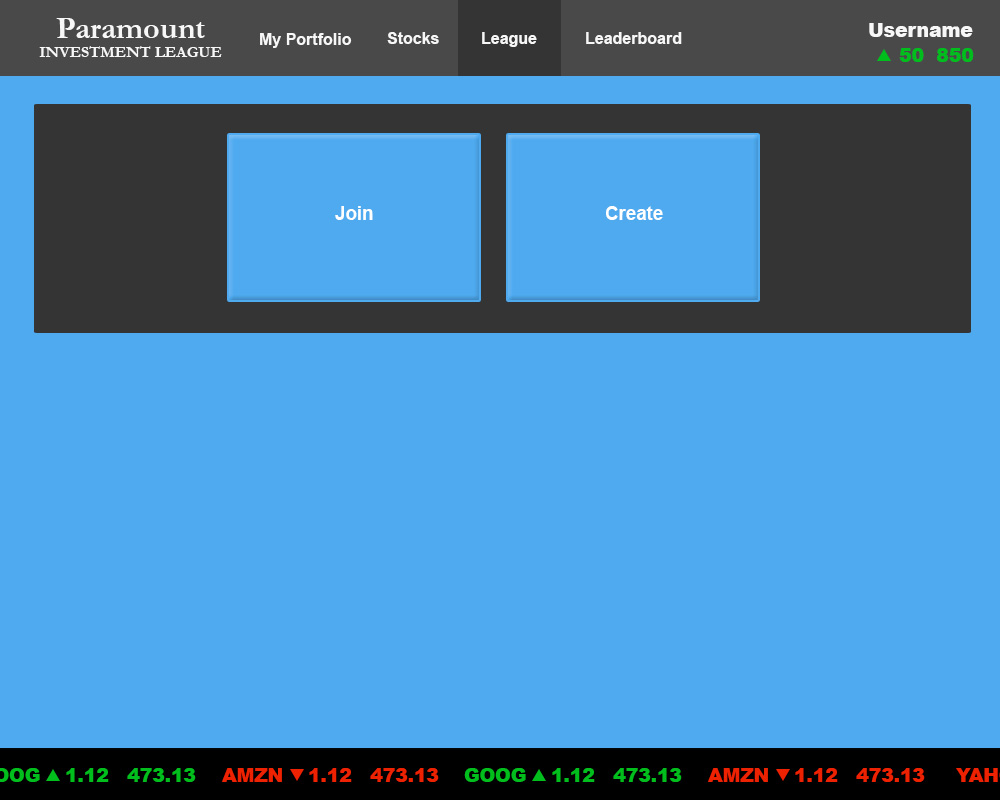 Paramount
INVESTMENT LEAGUE
My Portfolio Stocks League Leaderboard
Username
▲ 50 850
Join Create
OOG ▲ 1.12 473.13 AMZN ▼ 1.12 473.13 GOOG ▲ 1.12 473.13 AMZN ▼ 1.12 473.13 YAH